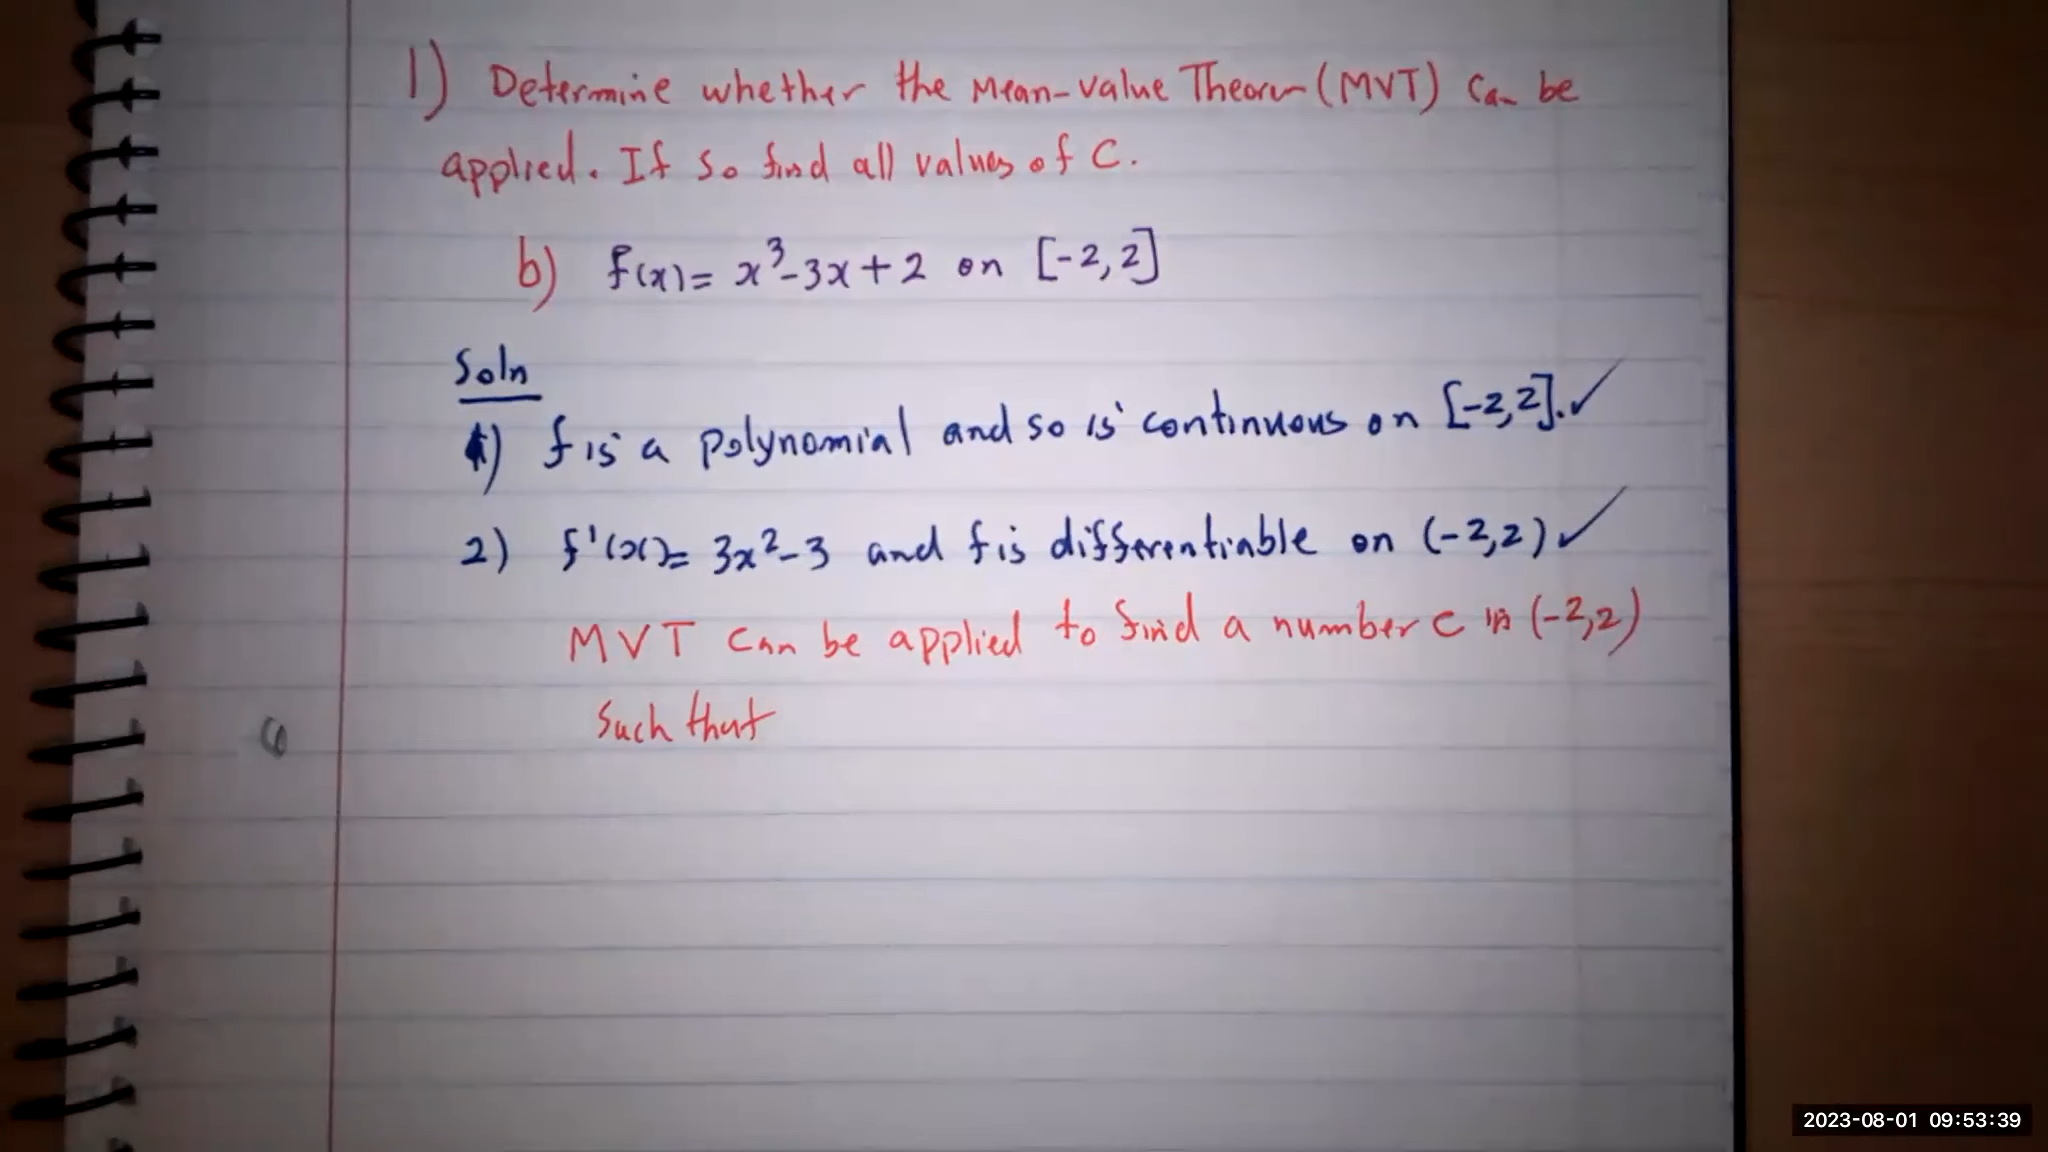 1) Determine whether the Mean-value Theorem (MVT) can be
applied. If so find all values of C.
b) f(x) = x³-3x+2 on [-2,2]
Soln
1) f is a polynomial and so is continuous on [-2,2]. ✓
2) f'(x)= 3x²-3 and f is differentiable on (-2,2) ✓
MVT can be applied to find a number c in (-2,2)
Such that
2023-08-01 09:53:39